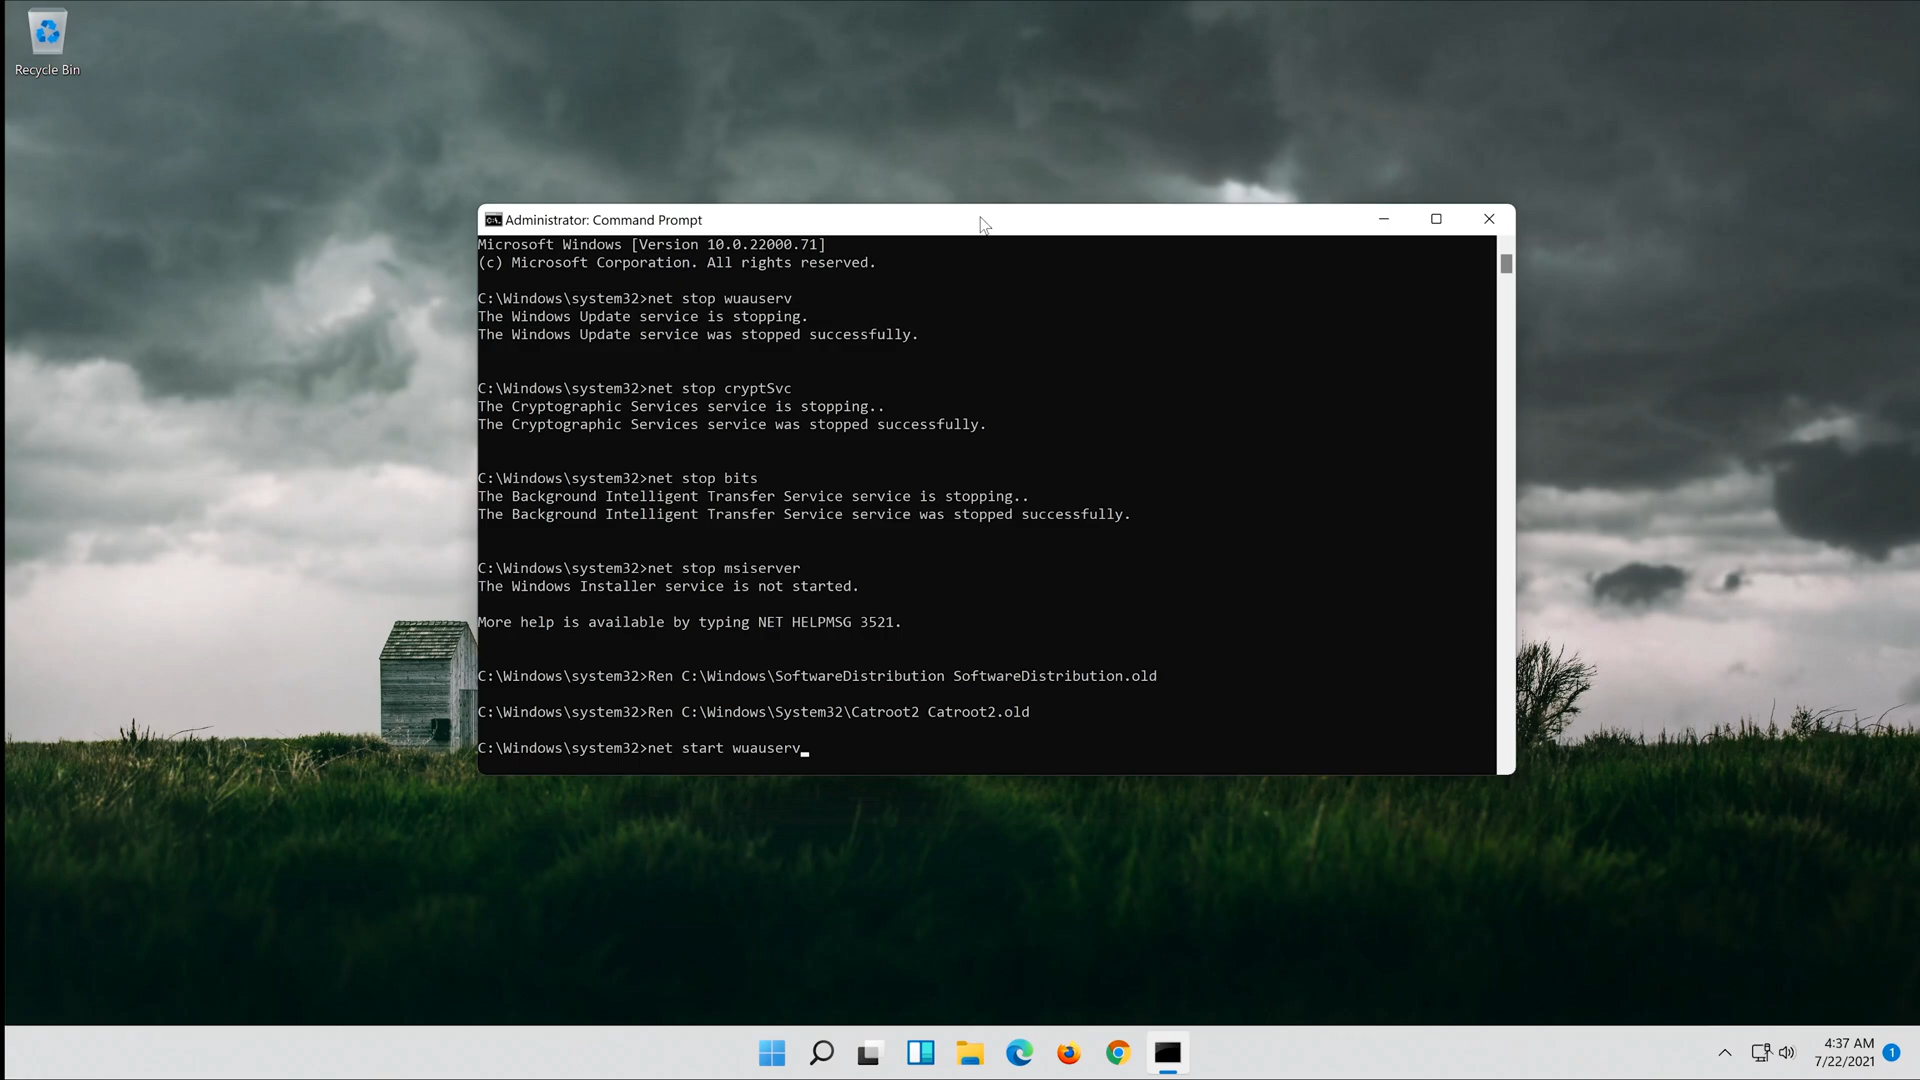 Recycle Bin
Administrator: Command Prompt
Microsoft Windows [Version 10.0.22000.71]
(c) Microsoft Corporation. All rights reserved.
C:\Windows\system32>net stop wuauserv
The Windows Update service is stopping.
The Windows Update service was stopped successfully.
C:\Windows\system32>net stop cryptSvc
The Cryptographic Services service is stopping..
The Cryptographic Services service was stopped successfully.
C:\Windows\system32>net stop bits
The Background Intelligent Transfer Service service is stopping..
The Background Intelligent Transfer Service service was stopped successfully.
C:\Windows\system32>net stop msiserver
The Windows Installer service is not started.
More help is available by typing NET HELPMSG 3521.
C:\Windows\system32>Ren C:\Windows\SoftwareDistribution SoftwareDistribution.old
C:\Windows\system32>Ren C:\Windows\System32\Catroot2 Catroot2.old
C:\Windows\system32>net start wuauserv
4:37 AM
7/22/2021
1